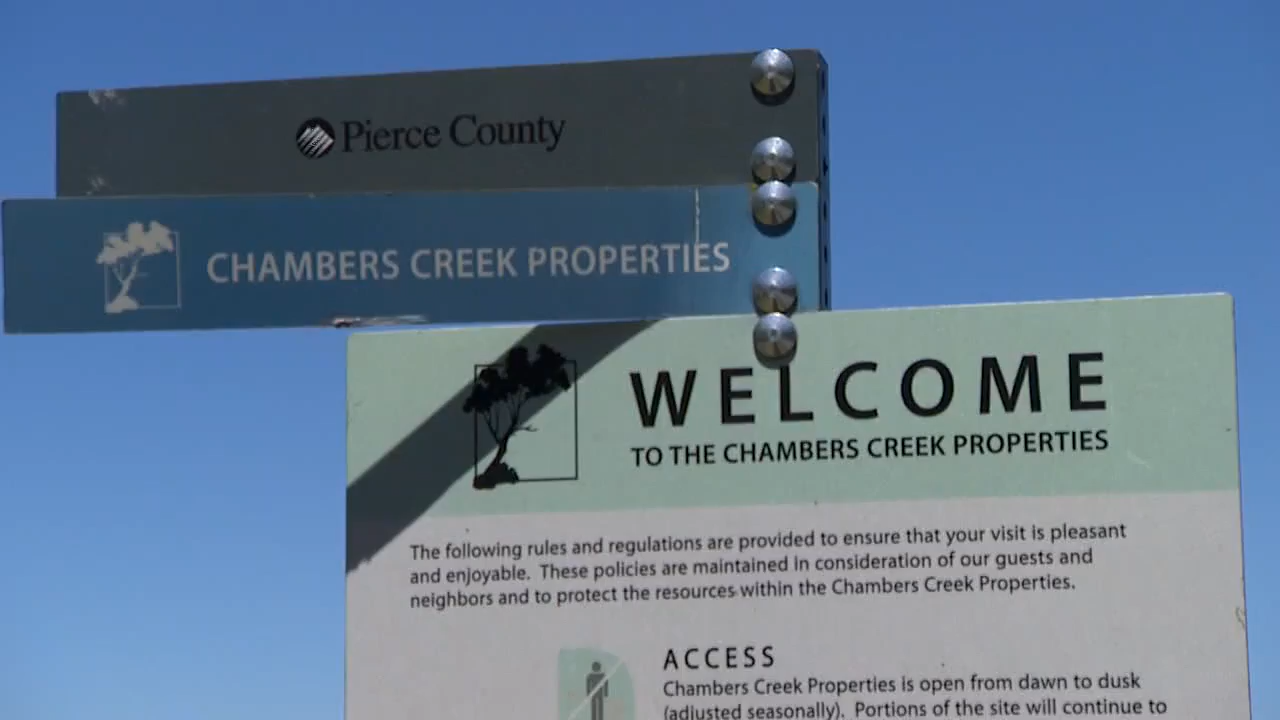 Pierce County
CHAMBERS CREEK PROPERTIES
WELCOME
TO THE CHAMBERS CREEK PROPERTIES
The following rules and regulations are provided to ensure that your visit is pleasant
and enjoyable. These policies are maintained in consideration of our guests and
neighbors and to protect the resources within the Chambers Creek Properties.
ACCESS
Chambers Creek Properties is open from dawn to dusk
(adjusted seasonally). Portions of the site will continue to